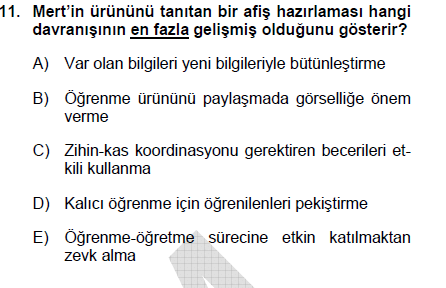 11. Mert'in ürününü tanıtan bir afiş hazırlaması hangi
davranışının en fazla gelişmiş olduğunu gösterir?
A) Var olan bilgileri yeni bilgileriyle bütünleştirme
B) Öğrenme ürününü paylaşmada görselliğe önem
verme
C) Zihin-kas koordinasyonu gerektiren becerileri et-
kili kullanma
D) Kalıcı öğrenme için öğrenilenleri pekiştirme
E) Öğrenme-öğretme sürecine etkin katılmaktan
zevk alma